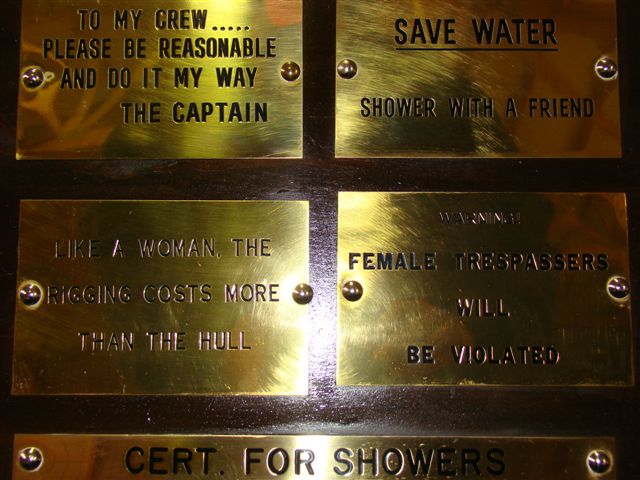 TO MY CREW.....
PLEASE BE REASONABLE
AND DO IT MY WAY
THE CAPTAIN
SAVE WATER
SHOWER WITH A FRIEND
LIKE A WOMAN, THE
RIGGING COSTS MORE
THAN THE HULL
WARNING!
FEMALE TRESPASSERS
WILL
BE VIOLATED
CERT. FOR SHOWERS